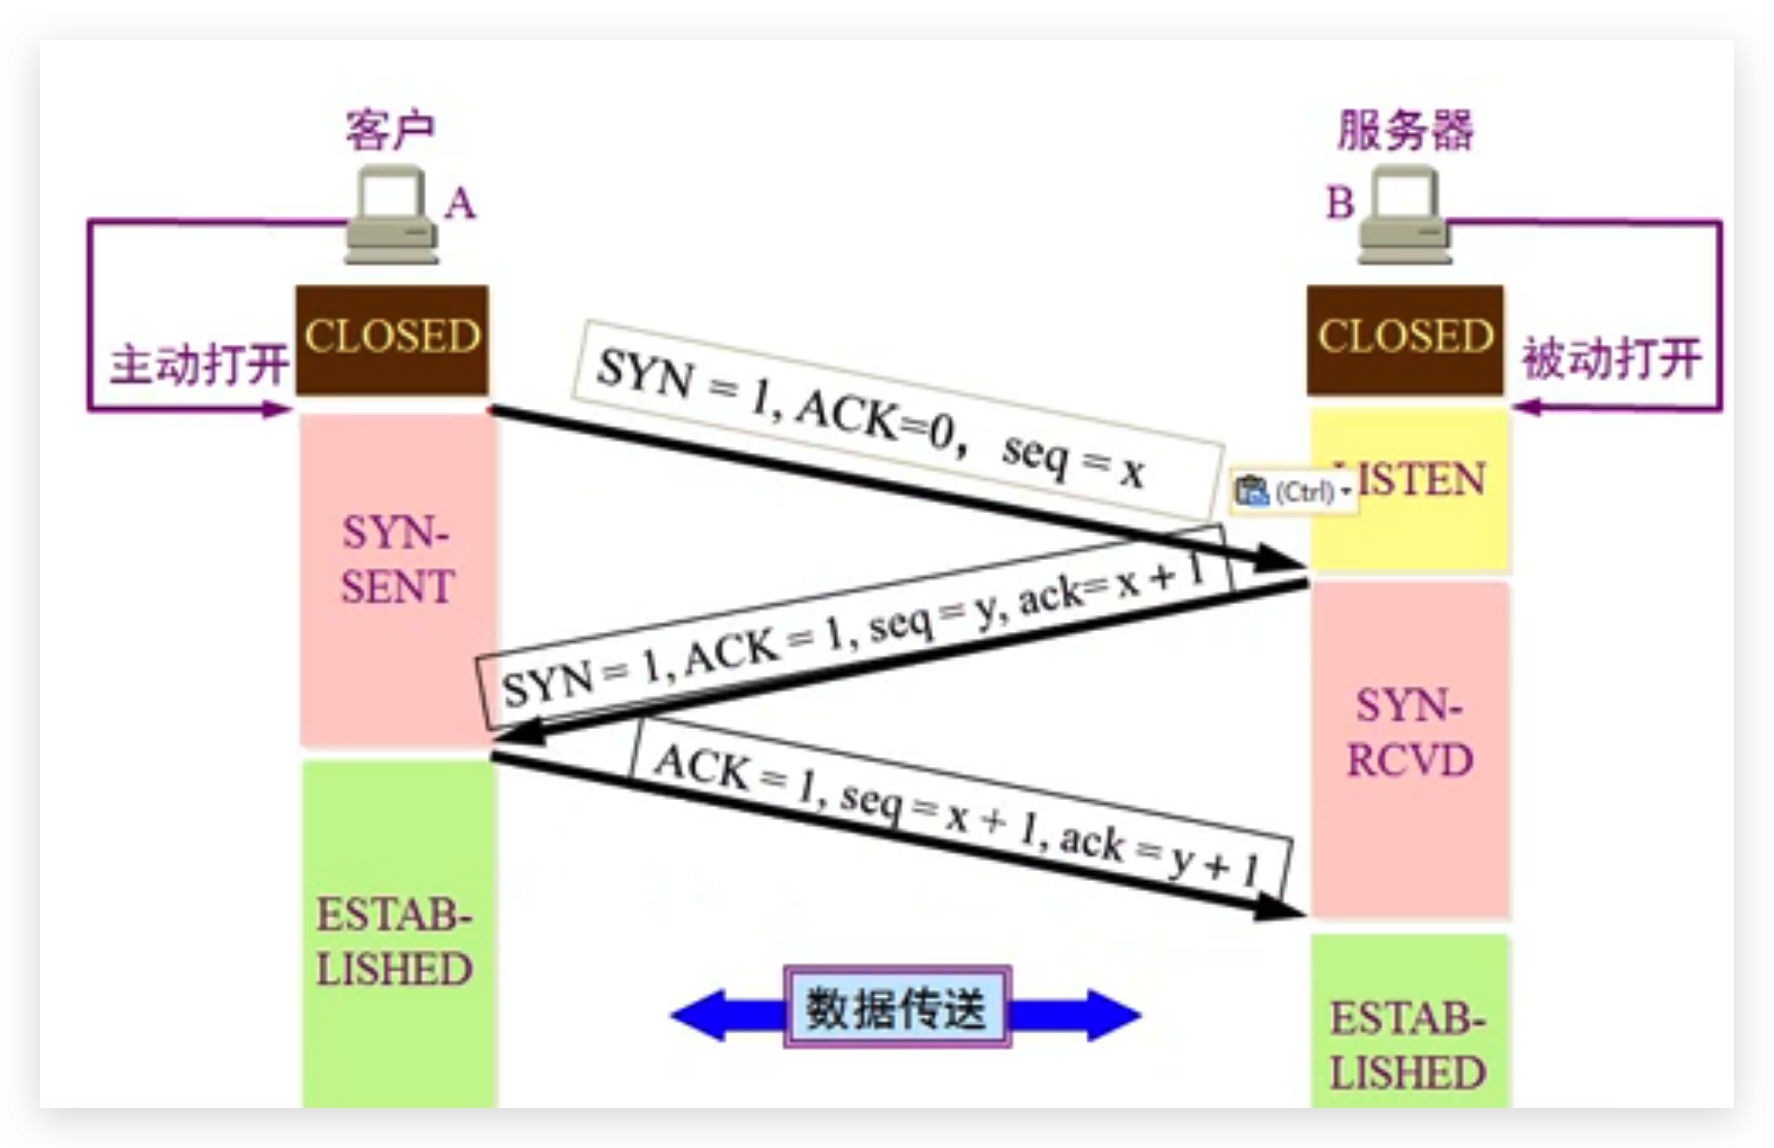 客户
服务器
A
B
CLOSED
CLOSED
主动打开
被动打开
SYN = 1, ACK=0，seq = x
(Ctrl)
LISTEN
SYN-
SENT
SYN = 1, ACK = 1, seq = y, ack= x + 1
SYN-
RCVD
ACK = 1, seq = x + 1, ack = y + 1
ESTAB-
LISHED
数据传送
ESTAB-
LISHED